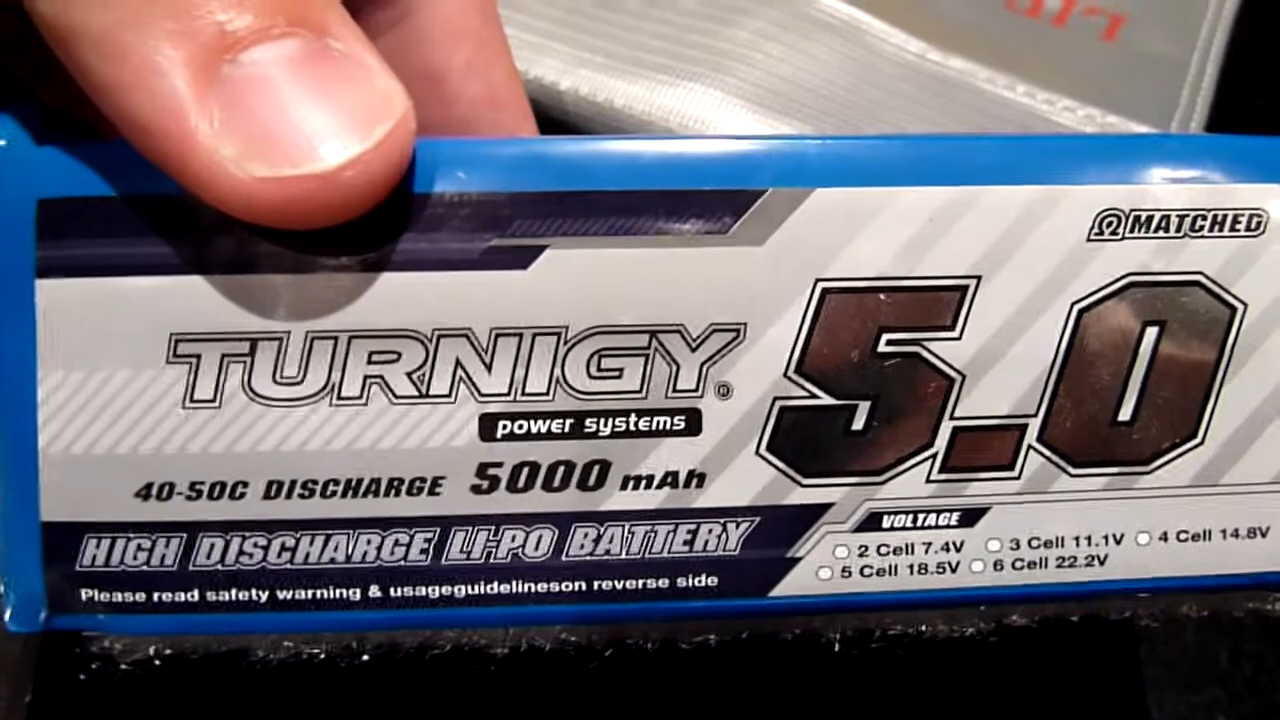 ΩMATCHED
TURNIGY®
power systems
5.0
40-50C DISCHARGE 5000 mAh
HIGH DISCHARGE LI-PO BATTERY
Please read safety warning & usageguidelineson reverse side
VOLTAGE
2 Cell 7.4V 3 Cell 11.1V 4 Cell 14.8V
5 Cell 18.5V 6 Cell 22.2V